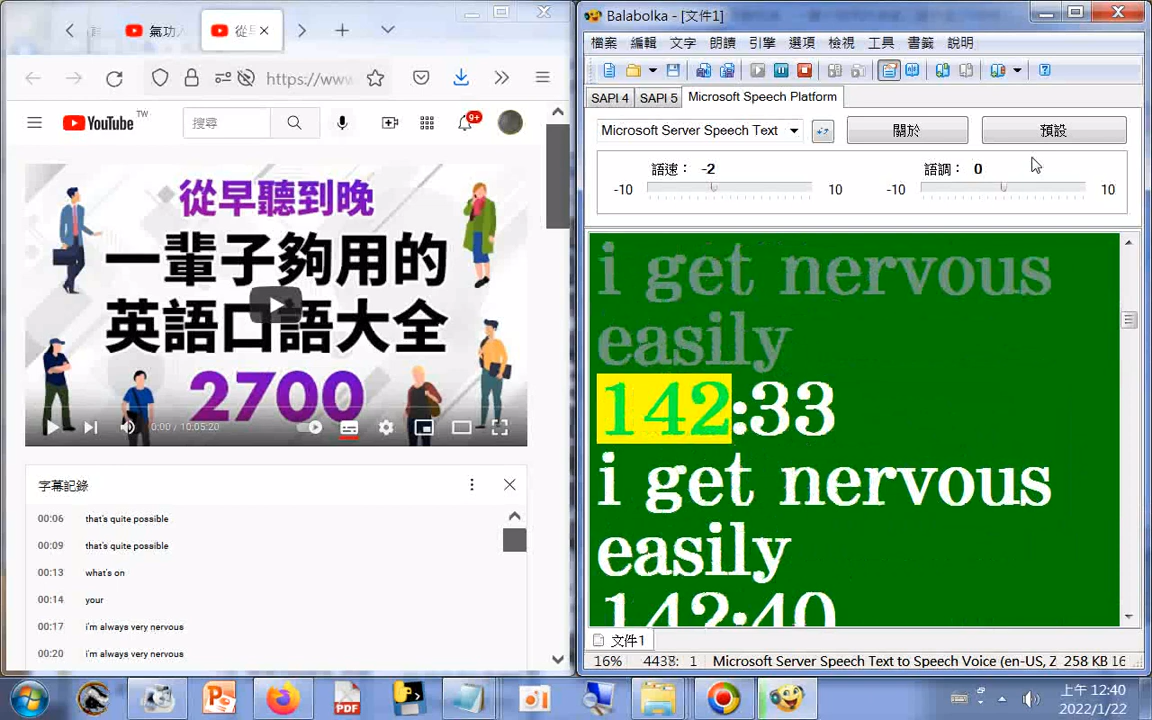 氣功
從
https://www
YouTube TW
搜尋
9+
從早聽到晚
一輩子夠用的
英語口語大全
2700
0:00 / 10:05:20
字幕記錄
00:06 that's quite possible
00:09 that's quite possible
00:13 what's on
00:14 your
00:17 i'm always very nervous
00:20 i'm always very nervous
Balabolka - [文件1]
檔案 編輯 文字 朗讀 引擎 選項 檢視 工具 書籤 說明
SAPI 4 SAPI 5 Microsoft Speech Platform
Microsoft Server Speech Text 關於 預設
語速： -2 語調： 0
-10 10 -10 10
i get nervous
easily
142:33
i get nervous
easily
142:40
文件1
16% 4438: 1 Microsoft Server Speech Text to Speech Voice (en-US, Z 258 KB 16
PDF
上午 12:40
2022/1/22